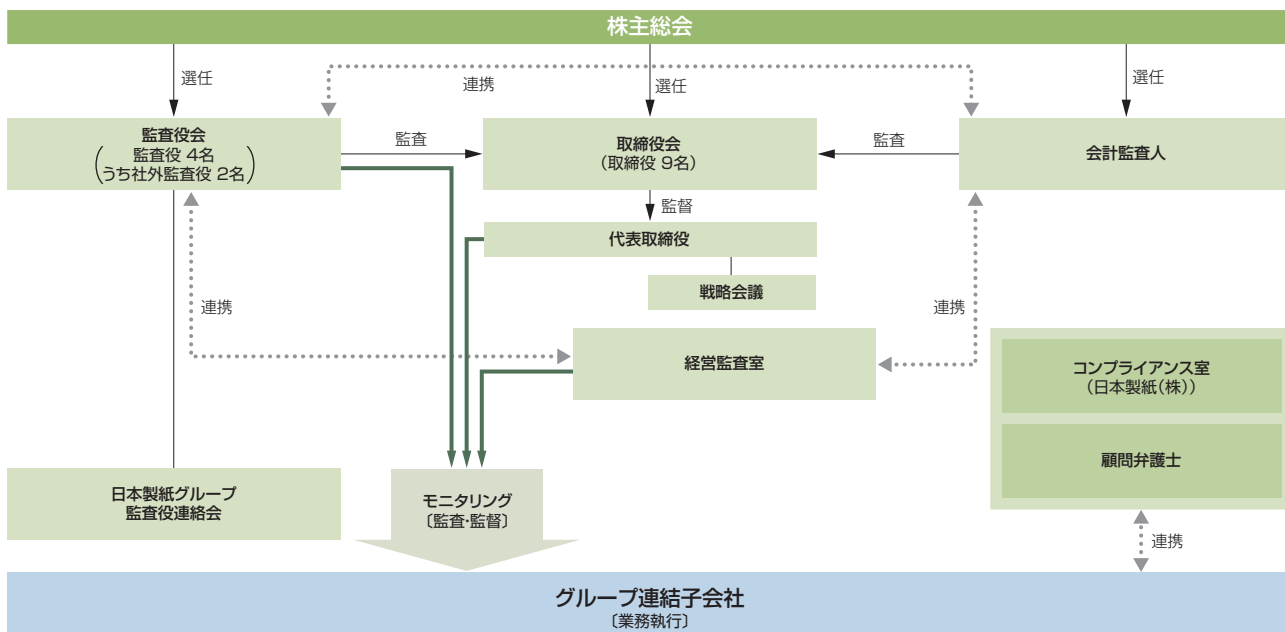 株主総会
選任
連携
選任
選任
監査役会
監査役 4名
うち社外監査役 2名
監査
取締役会
(取締役 9名)
監査
会計監査人
監督
代表取締役
戦略会議
連携
連携
経営監査室
コンプライアンス室
(日本製紙(株))
顧問弁護士
日本製紙グループ
監査役連絡会
モニタリング
〔監査・監督〕
連携
グループ連結子会社
〔業務執行〕